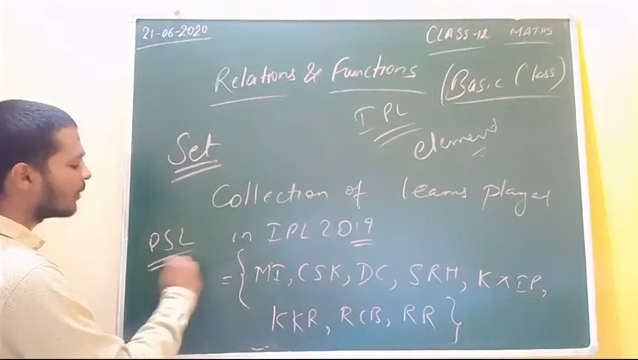 21-06-2020
CLASS-12 MATHS
Relations & Functions (Basic Class)
IPL
element
Set
Collection of teams played
PSL
in IPL 2019
= { MI, CSK, DC, SRH, KXIP,
KKR, RCB, RR }